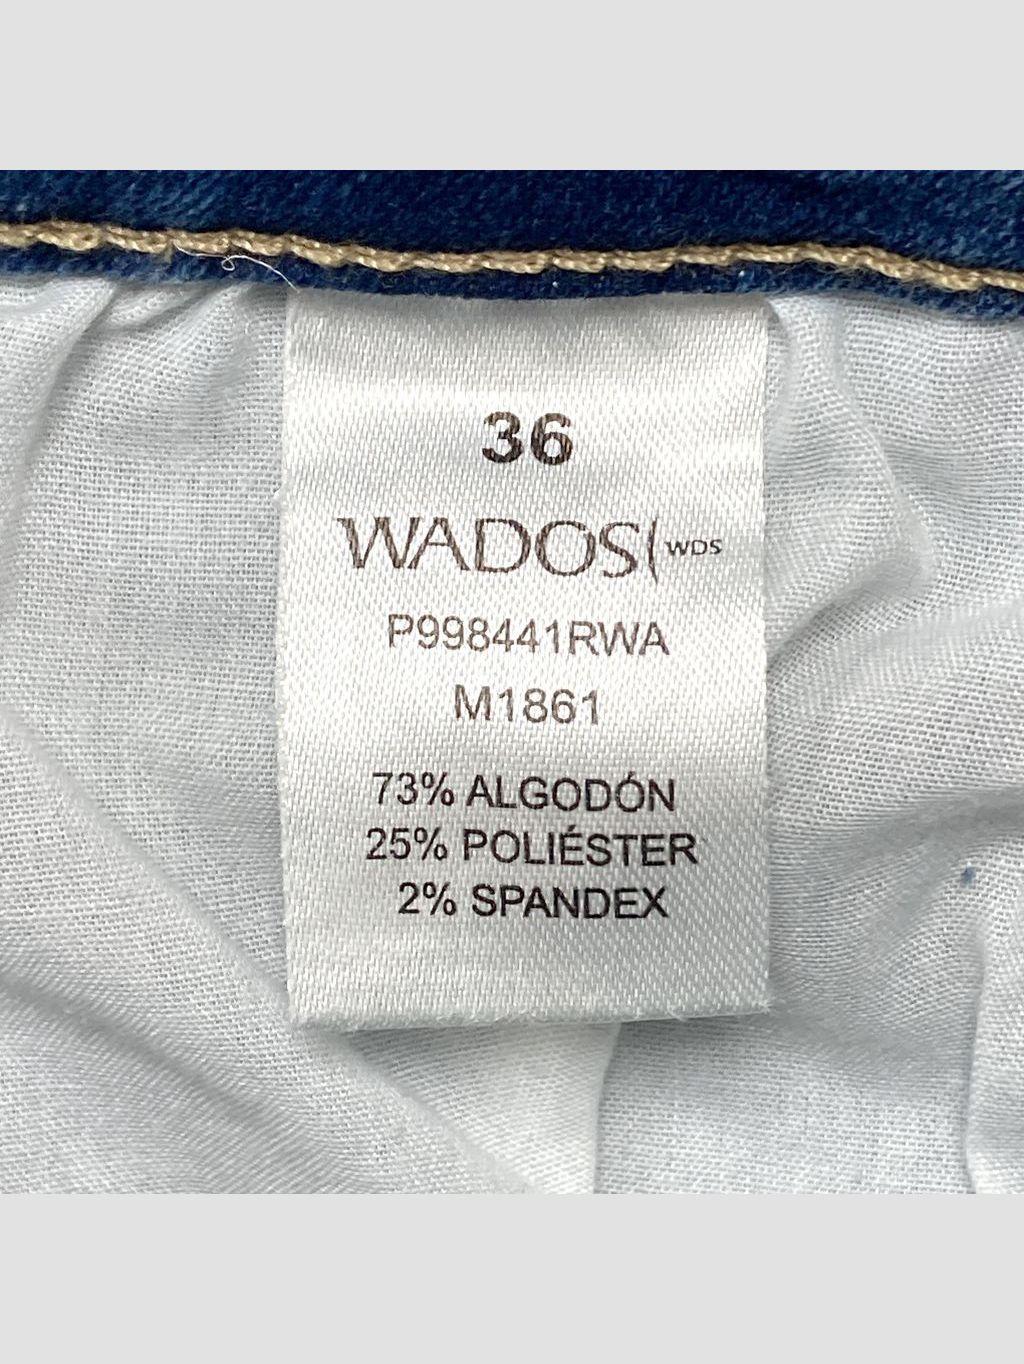 36
WADOS( WDS
P998441RWA
M1861
73% ALGODÓN
25% POLIÉSTER
2% SPANDEX